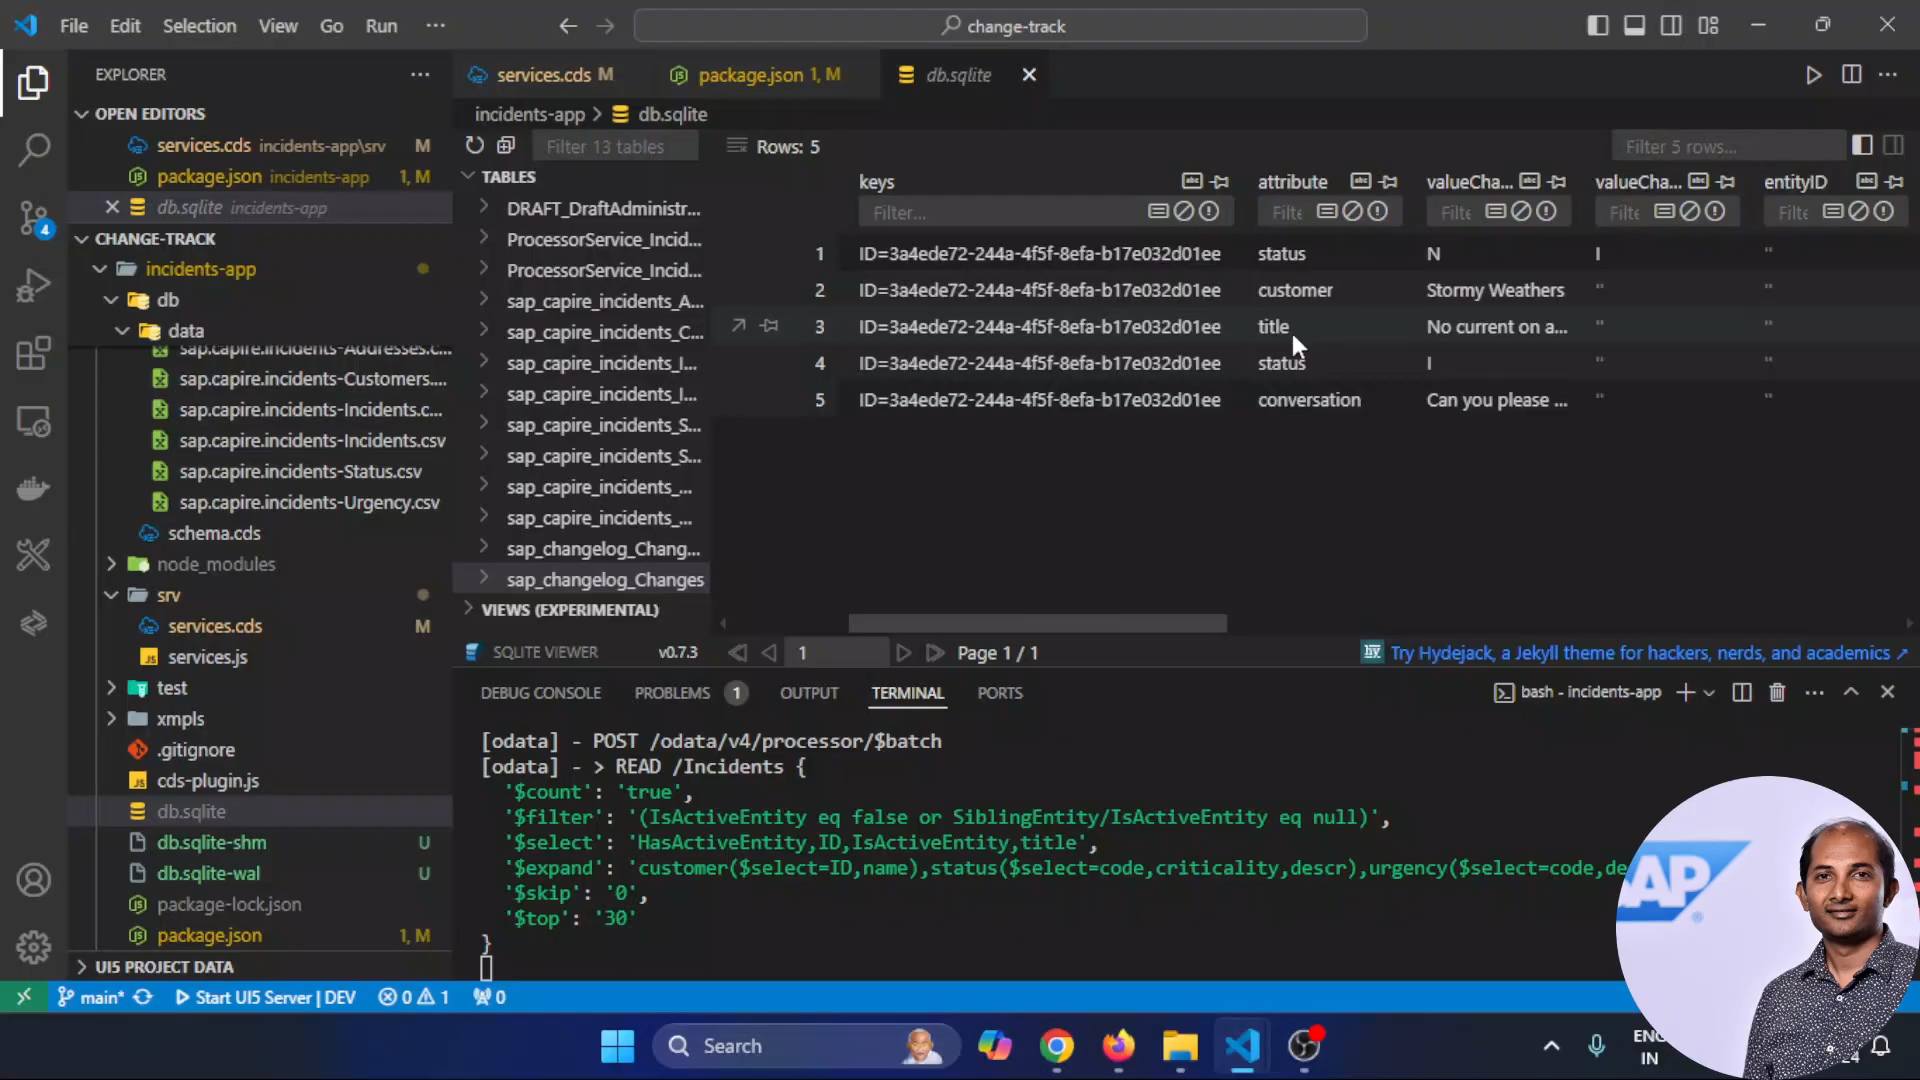 File Edit Selection View Go Run ···
change-track
EXPLORER
OPEN EDITORS
services.cds incidents-app\srv M
package.json incidents-app 1, M
db.sqlite incidents-app
CHANGE-TRACK
incidents-app
db
data
sap.capire.incidents-Addresses.c...
sap.capire.incidents-Customers....
sap.capire.incidents-Incidents.c...
sap.capire.incidents-Incidents.csv
sap.capire.incidents-Status.csv
sap.capire.incidents-Urgency.csv
schema.cds
node_modules
srv
services.cds M
services.js
test
xmpls
.gitignore
cds-plugin.js
db.sqlite
db.sqlite-shm U
db.sqlite-wal U
package-lock.json
package.json 1, M
UI5 PROJECT DATA
services.cds M
package.json 1, M
db.sqlite
incidents-app > db.sqlite
Filter 13 tables
Rows: 5
Filter 5 rows...
TABLES
DRAFT_DraftAdministr...
ProcessorService_Incid...
ProcessorService_Incid...
sap_capire_incidents_A...
sap_capire_incidents_C...
sap_capire_incidents_I...
sap_capire_incidents_I...
sap_capire_incidents_S...
sap_capire_incidents_S...
sap_capire_incidents_...
sap_capire_incidents_...
sap_changelog_Chang...
sap_changelog_Changes
VIEWS (EXPERIMENTAL)
keys attribute valueCha... valueCha... entityID
Filter... Filte Filte Filte Filte
1 ID=3a4ede72-244a-4f5f-8efa-b17e032d01ee status N I ''
2 ID=3a4ede72-244a-4f5f-8efa-b17e032d01ee customer Stormy Weathers '' ''
3 ID=3a4ede72-244a-4f5f-8efa-b17e032d01ee title No current on a... '' ''
4 ID=3a4ede72-244a-4f5f-8efa-b17e032d01ee status I '' ''
5 ID=3a4ede72-244a-4f5f-8efa-b17e032d01ee conversation Can you please ... '' ''
SQLITE VIEWER v0.7.3 1 Page 1 / 1
Try Hydejack, a Jekyll theme for hackers, nerds, and academics ↗
DEBUG CONSOLE PROBLEMS 1 OUTPUT TERMINAL PORTS
bash - incidents-app
[odata] - POST /odata/v4/processor/$batch
[odata] - > READ /Incidents {
'$count': 'true',
'$filter': '(IsActiveEntity eq false or SiblingEntity/IsActiveEntity eq null)',
'$select': 'HasActiveEntity,ID,IsActiveEntity,title',
'$expand': 'customer($select=ID,name),status($select=code,criticality,descr),urgency($select=code,de
'$skip': '0',
'$top': '30'
}
4
main* Start UI5 Server | DEV 0 1 0
Search
ENG
IN
24